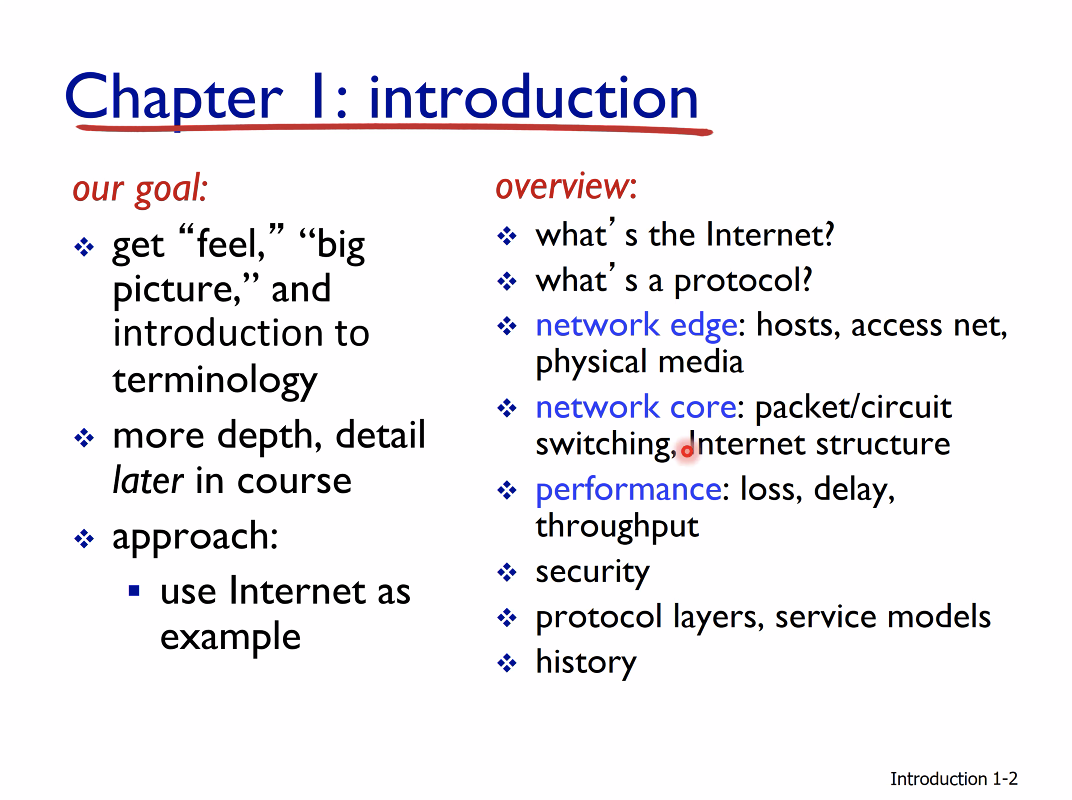 Chapter 1: introduction
our goal:
❖ get “feel,” “big
picture,” and
introduction to
terminology
❖ more depth, detail
later in course
❖ approach:
▪ use Internet as
example
overview:
❖ what’s the Internet?
❖ what’s a protocol?
❖ network edge: hosts, access net,
physical media
❖ network core: packet/circuit
switching, Internet structure
❖ performance: loss, delay,
throughput
❖ security
❖ protocol layers, service models
❖ history
Introduction 1-2